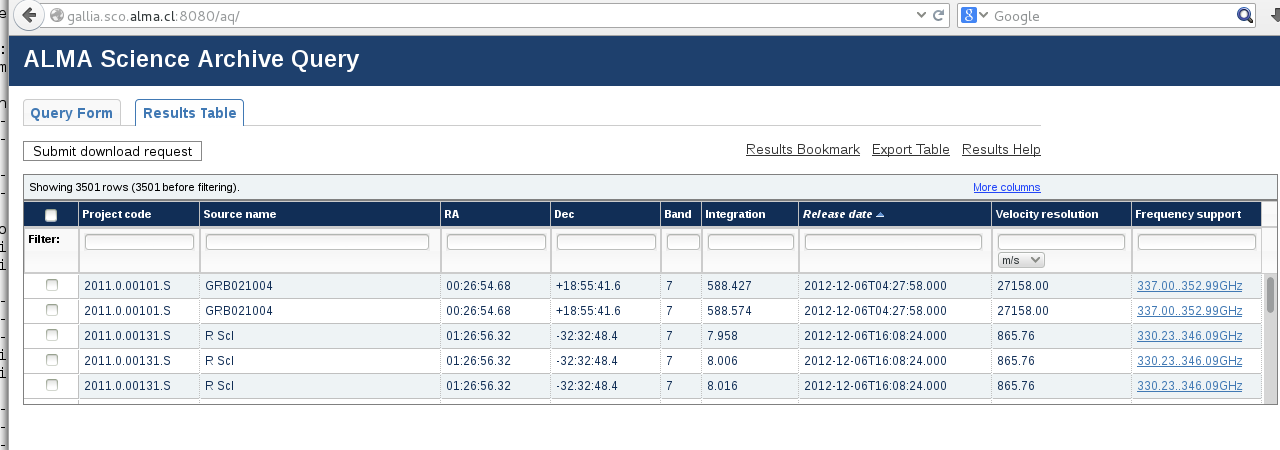 gallia.sco.alma.cl:8080/aq/ Google
ALMA Science Archive Query
Query Form Results Table
Submit download request Results Bookmark Export Table Results Help
Showing 3501 rows (3501 before filtering). More columns
Project code Source name RA Dec Band Integration Release date Velocity resolution Frequency support
Filter:
m/s
2011.0.00101.S GRB021004 00:26:54.68 +18:55:41.6 7 588.427 2012-12-06T04:27:58.000 27158.00 337.00..352.99GHz
2011.0.00101.S GRB021004 00:26:54.68 +18:55:41.6 7 588.574 2012-12-06T04:27:58.000 27158.00 337.00..352.99GHz
2011.0.00131.S R Scl 01:26:56.32 -32:32:48.4 7 7.958 2012-12-06T16:08:24.000 865.76 330.23..346.09GHz
2011.0.00131.S R Scl 01:26:56.32 -32:32:48.4 7 8.006 2012-12-06T16:08:24.000 865.76 330.23..346.09GHz
2011.0.00131.S R Scl 01:26:56.32 -32:32:48.4 7 8.016 2012-12-06T16:08:24.000 865.76 330.23..346.09GHz